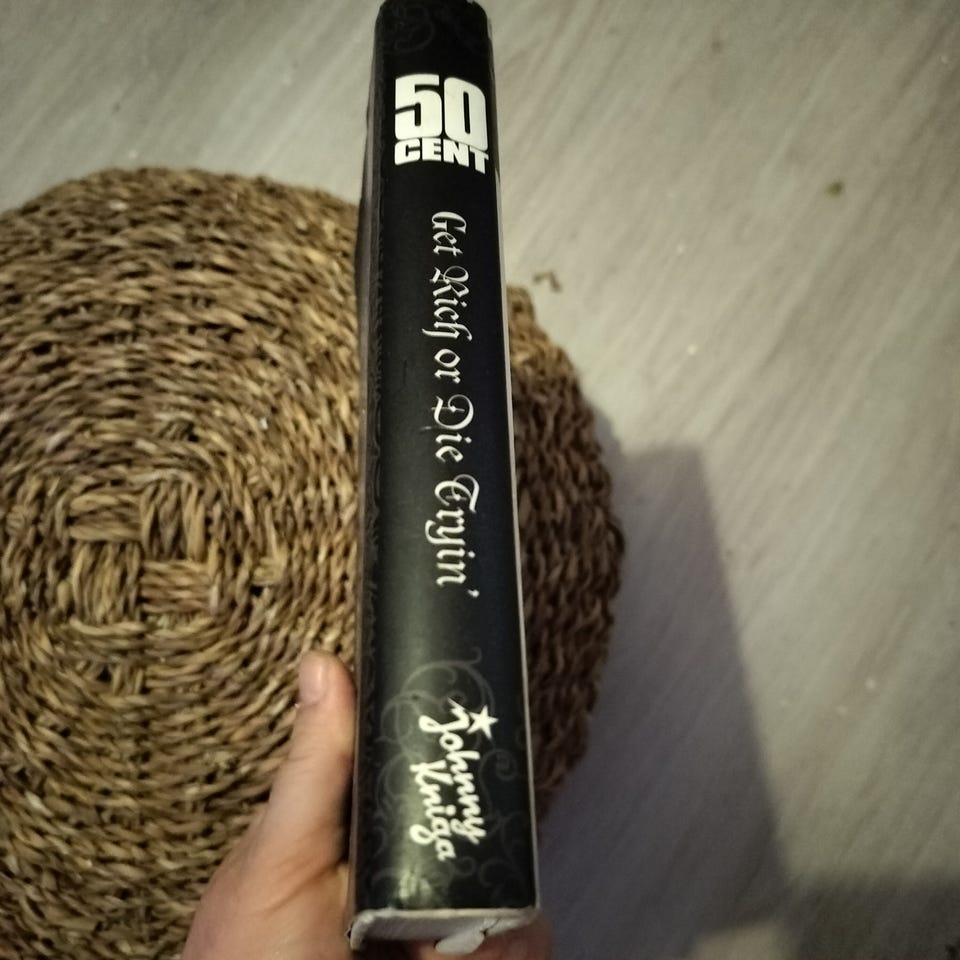 50
CENT
Get Rich or Die Tryin'
Johnny
Kniga